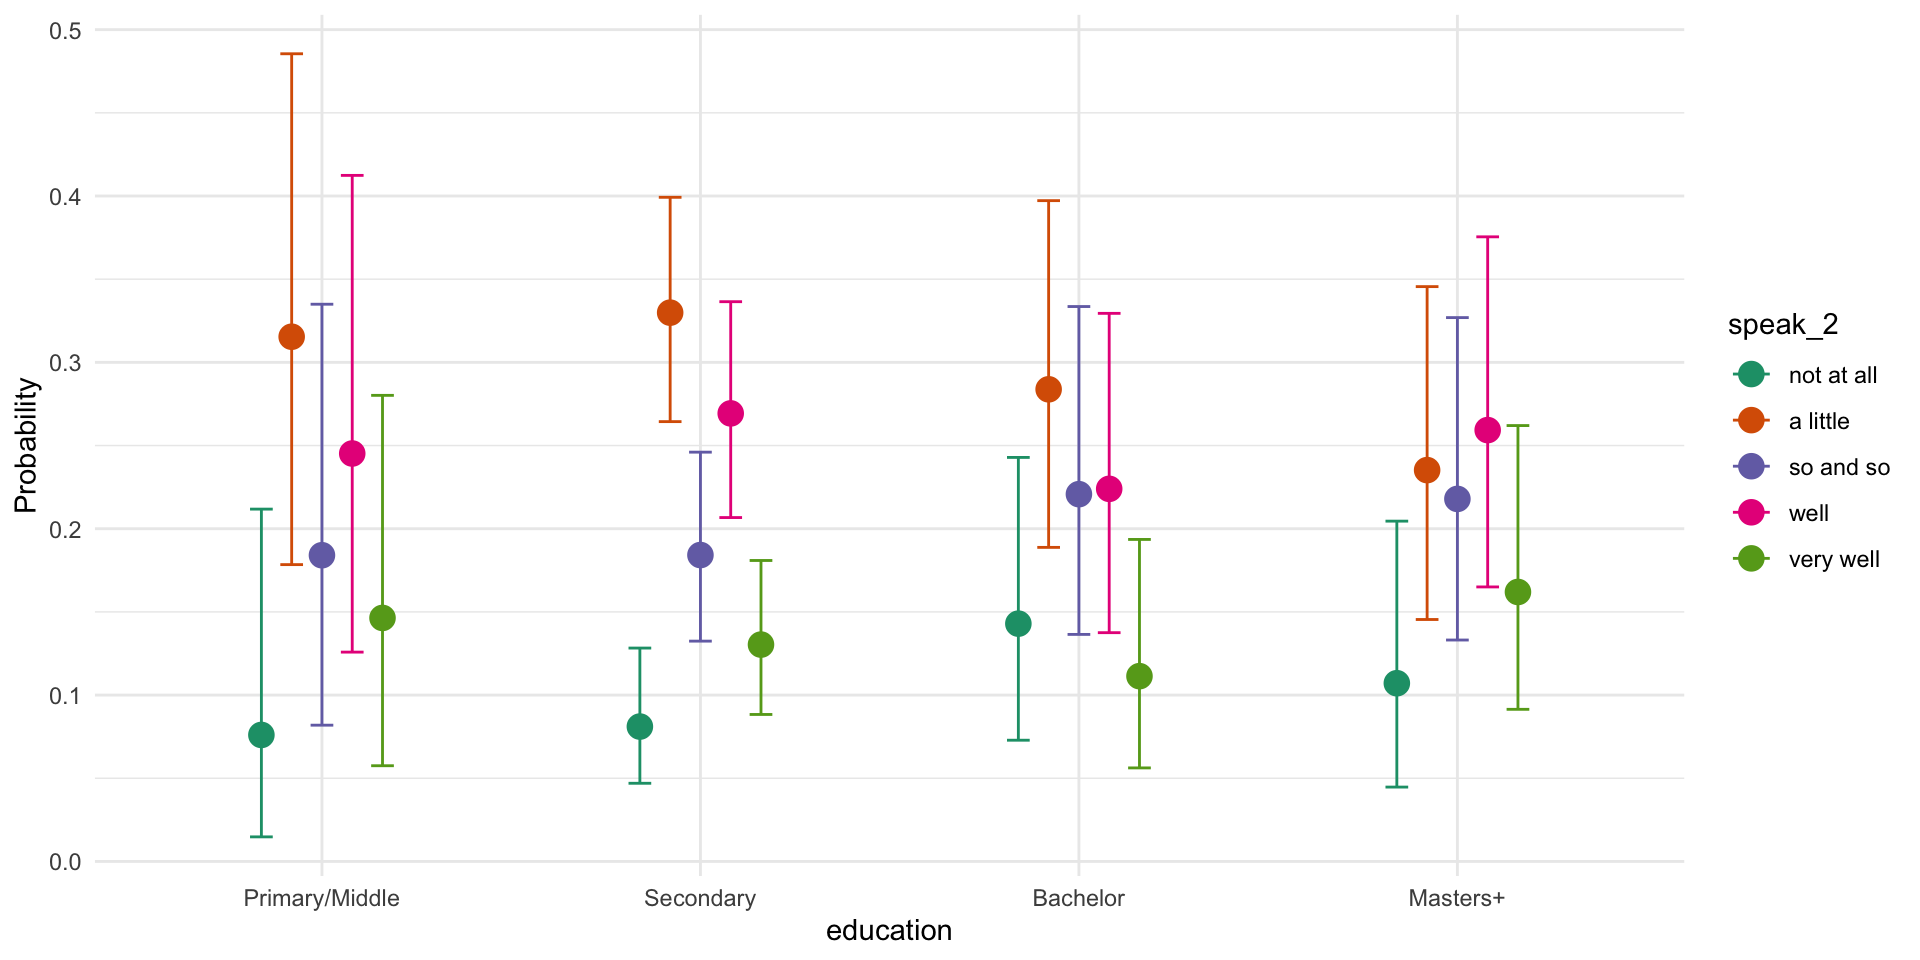 0.5
0.4
0.3
0.2
0.1
0.0
Probability
Primary/Middle
Secondary
Bachelor
Masters+
education
speak_2
not at all
a little
so and so
well
very well